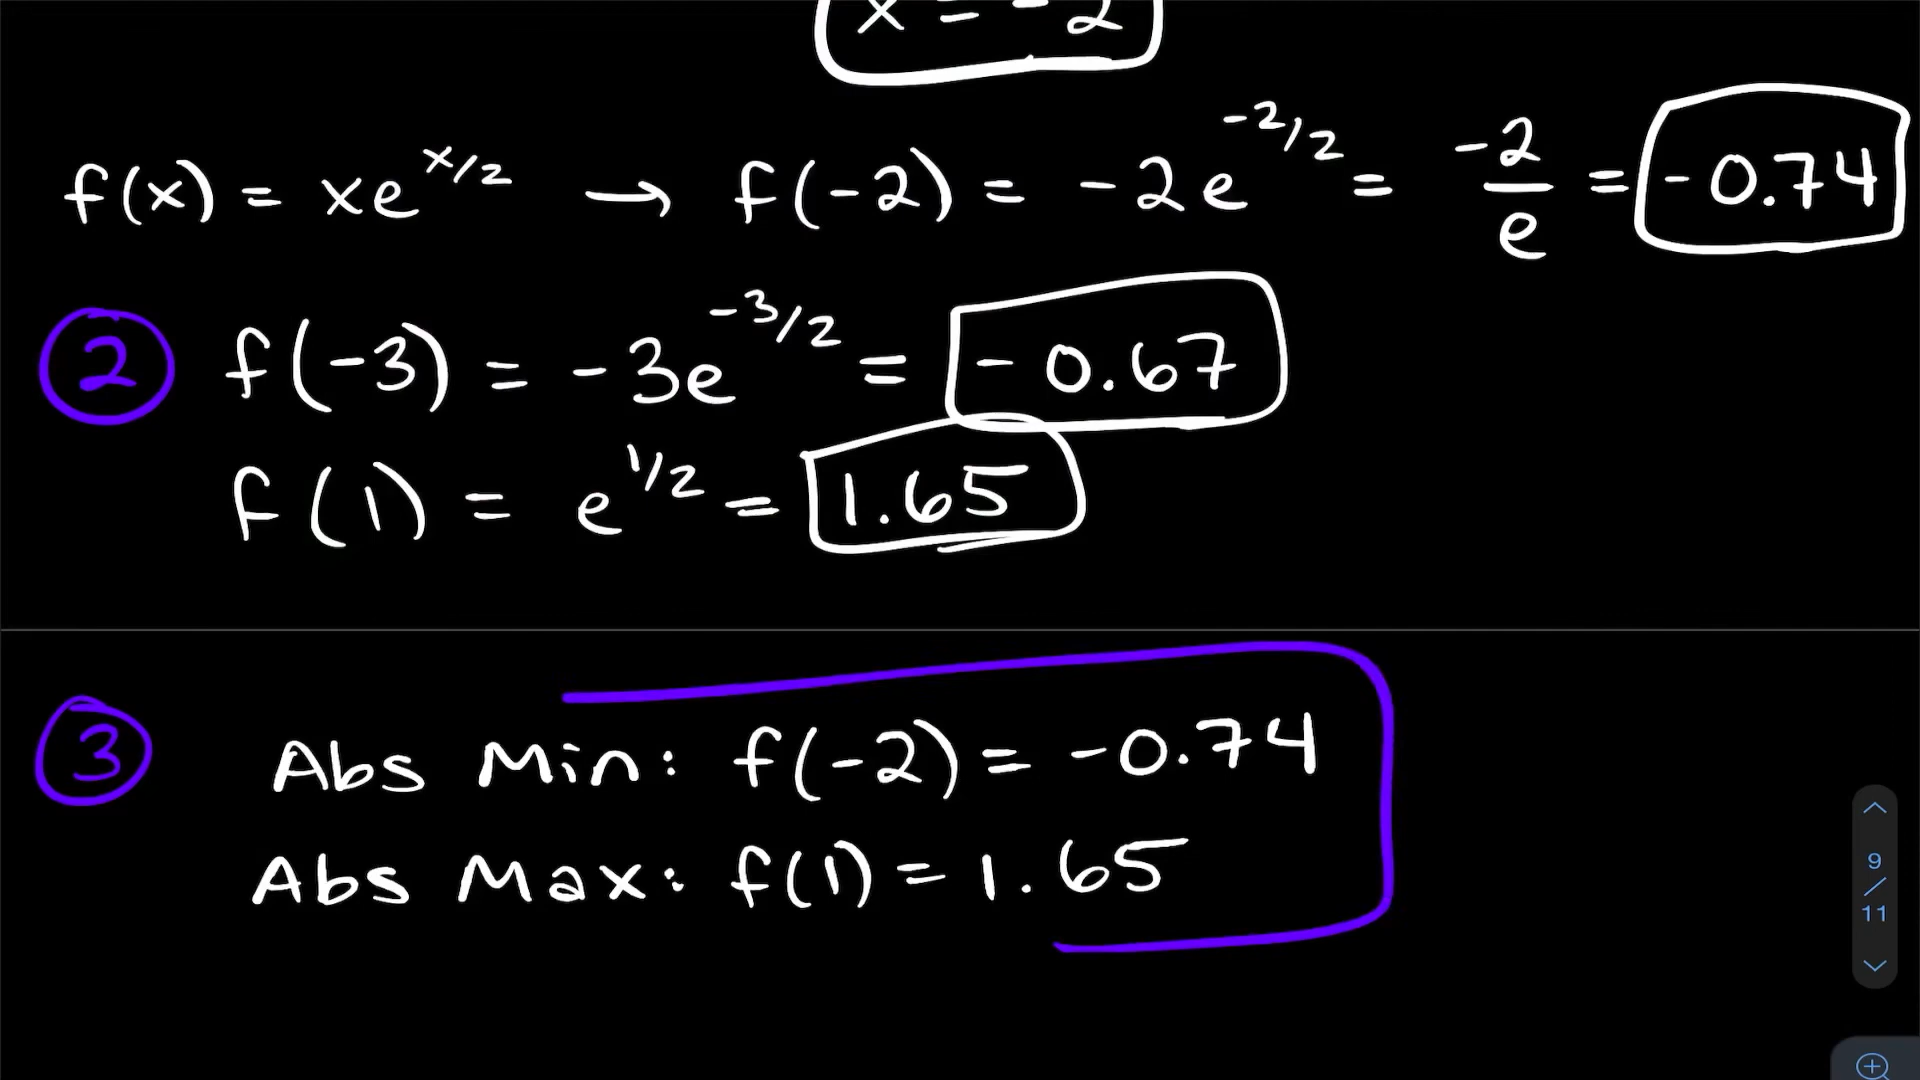 x = -2
f(x) = xe^x/2 → f(-2) = -2e^-2/2 = -2/e = -0.74
2 f(-3) = -3e^-3/2 = -0.67
f(1) = e^1/2 = 1.65
3 Abs Min: f(-2) = -0.74
Abs Max: f(1) = 1.65
9
/
11